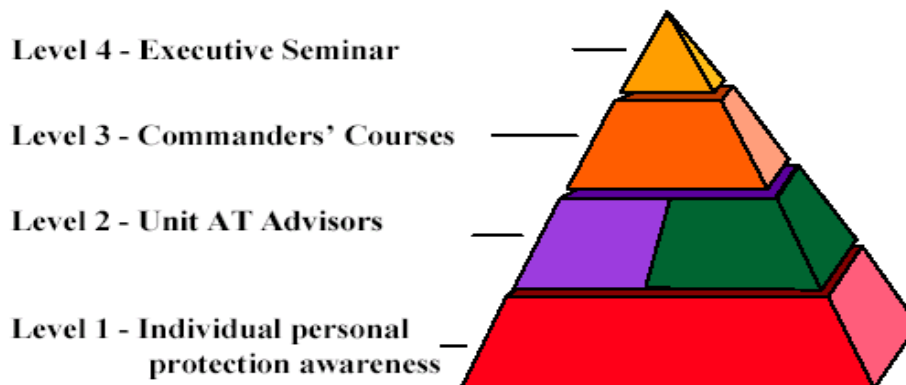 Level 4 - Executive Seminar
Level 3 - Commanders’ Courses
Level 2 - Unit AT Advisors
Level 1 - Individual personal
protection awareness